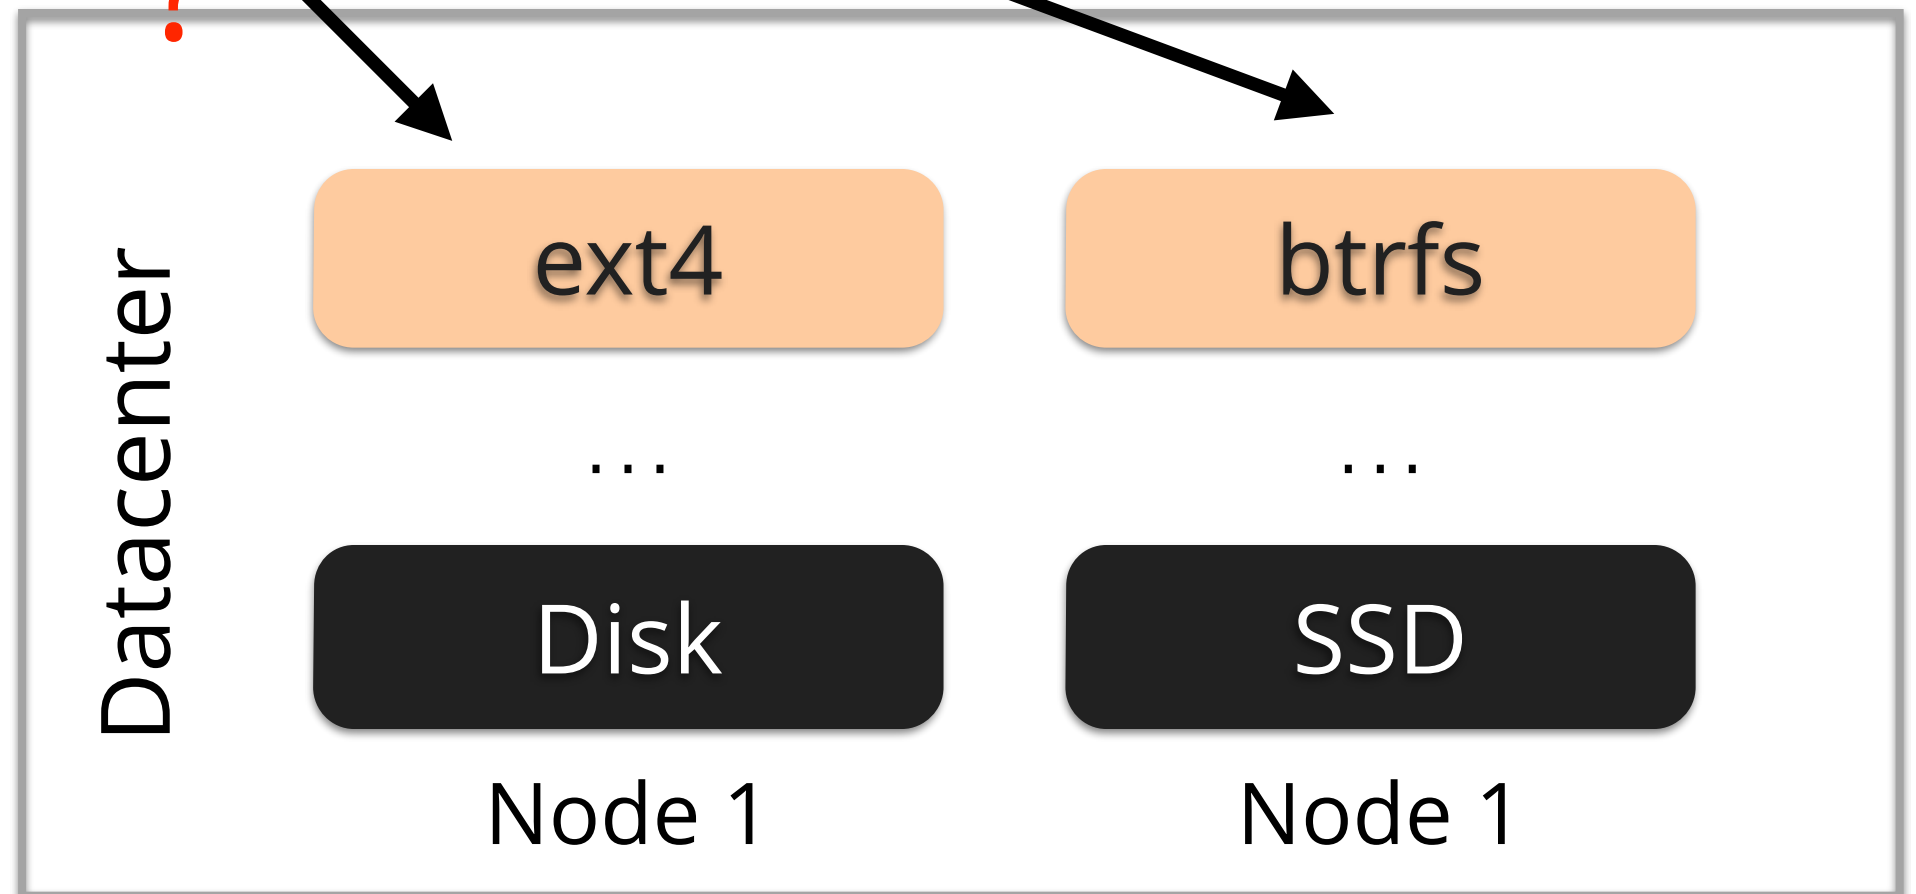 Datacenter
ext4
btrfs
...
...
Disk
SSD
Node 1
Node 1